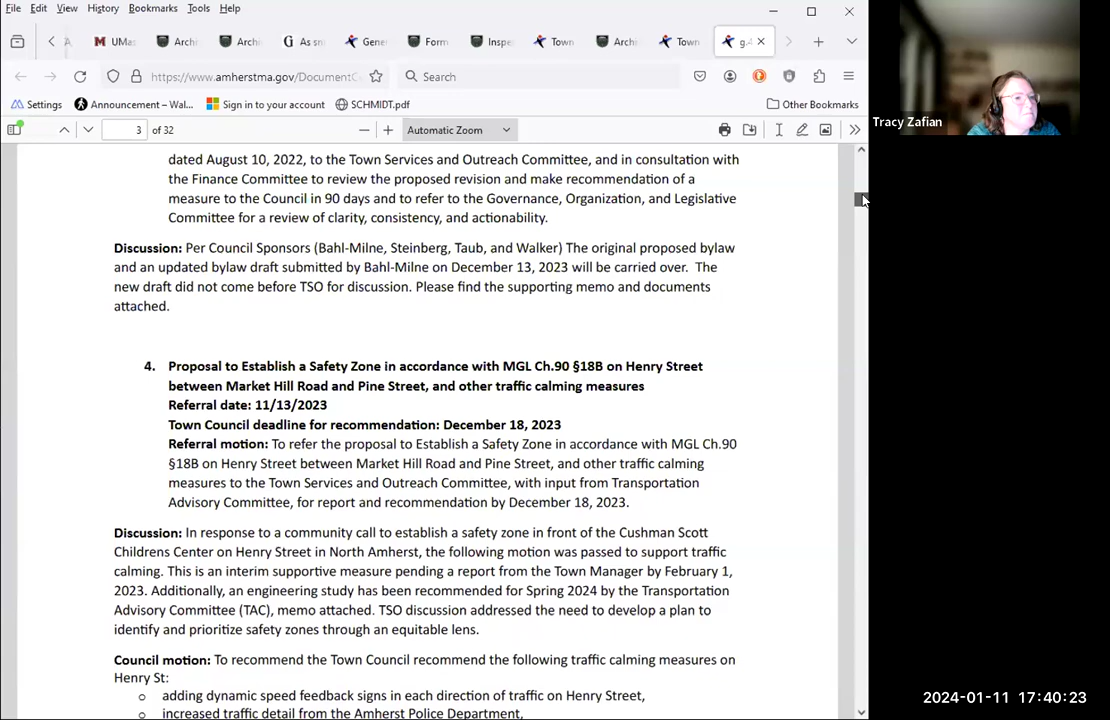 File Edit View History Bookmarks Tools Help
A UMas Archi Archi As sn Gene Form Inspe Town Archi Town g.4
https://www.amherstma.gov/DocumentC Search
Settings Announcement – Wal... Sign in to your account SCHMIDT.pdf Other Bookmarks
3 of 32 Automatic Zoom
dated August 10, 2022, to the Town Services and Outreach Committee, and in consultation with
the Finance Committee to review the proposed revision and make recommendation of a
measure to the Council in 90 days and to refer to the Governance, Organization, and Legislative
Committee for a review of clarity, consistency, and actionability.
Discussion: Per Council Sponsors (Bahl-Milne, Steinberg, Taub, and Walker) The original proposed bylaw
and an updated bylaw draft submitted by Bahl-Milne on December 13, 2023 will be carried over. The
new draft did not come before TSO for discussion. Please find the supporting memo and documents
attached.
4. Proposal to Establish a Safety Zone in accordance with MGL Ch.90 §18B on Henry Street
between Market Hill Road and Pine Street, and other traffic calming measures
Referral date: 11/13/2023
Town Council deadline for recommendation: December 18, 2023
Referral motion: To refer the proposal to Establish a Safety Zone in accordance with MGL Ch.90
§18B on Henry Street between Market Hill Road and Pine Street, and other traffic calming
measures to the Town Services and Outreach Committee, with input from Transportation
Advisory Committee, for report and recommendation by December 18, 2023.
Discussion: In response to a community call to establish a safety zone in front of the Cushman Scott
Childrens Center on Henry Street in North Amherst, the following motion was passed to support traffic
calming. This is an interim supportive measure pending a report from the Town Manager by February 1,
2023. Additionally, an engineering study has been recommended for Spring 2024 by the Transportation
Advisory Committee (TAC), memo attached. TSO discussion addressed the need to develop a plan to
identify and prioritize safety zones through an equitable lens.
Council motion: To recommend the Town Council recommend the following traffic calming measures on
Henry St:
o adding dynamic speed feedback signs in each direction of traffic on Henry Street,
o increased traffic detail from the Amherst Police Department,
Tracy Zafian
2024-01-11 17:40:23